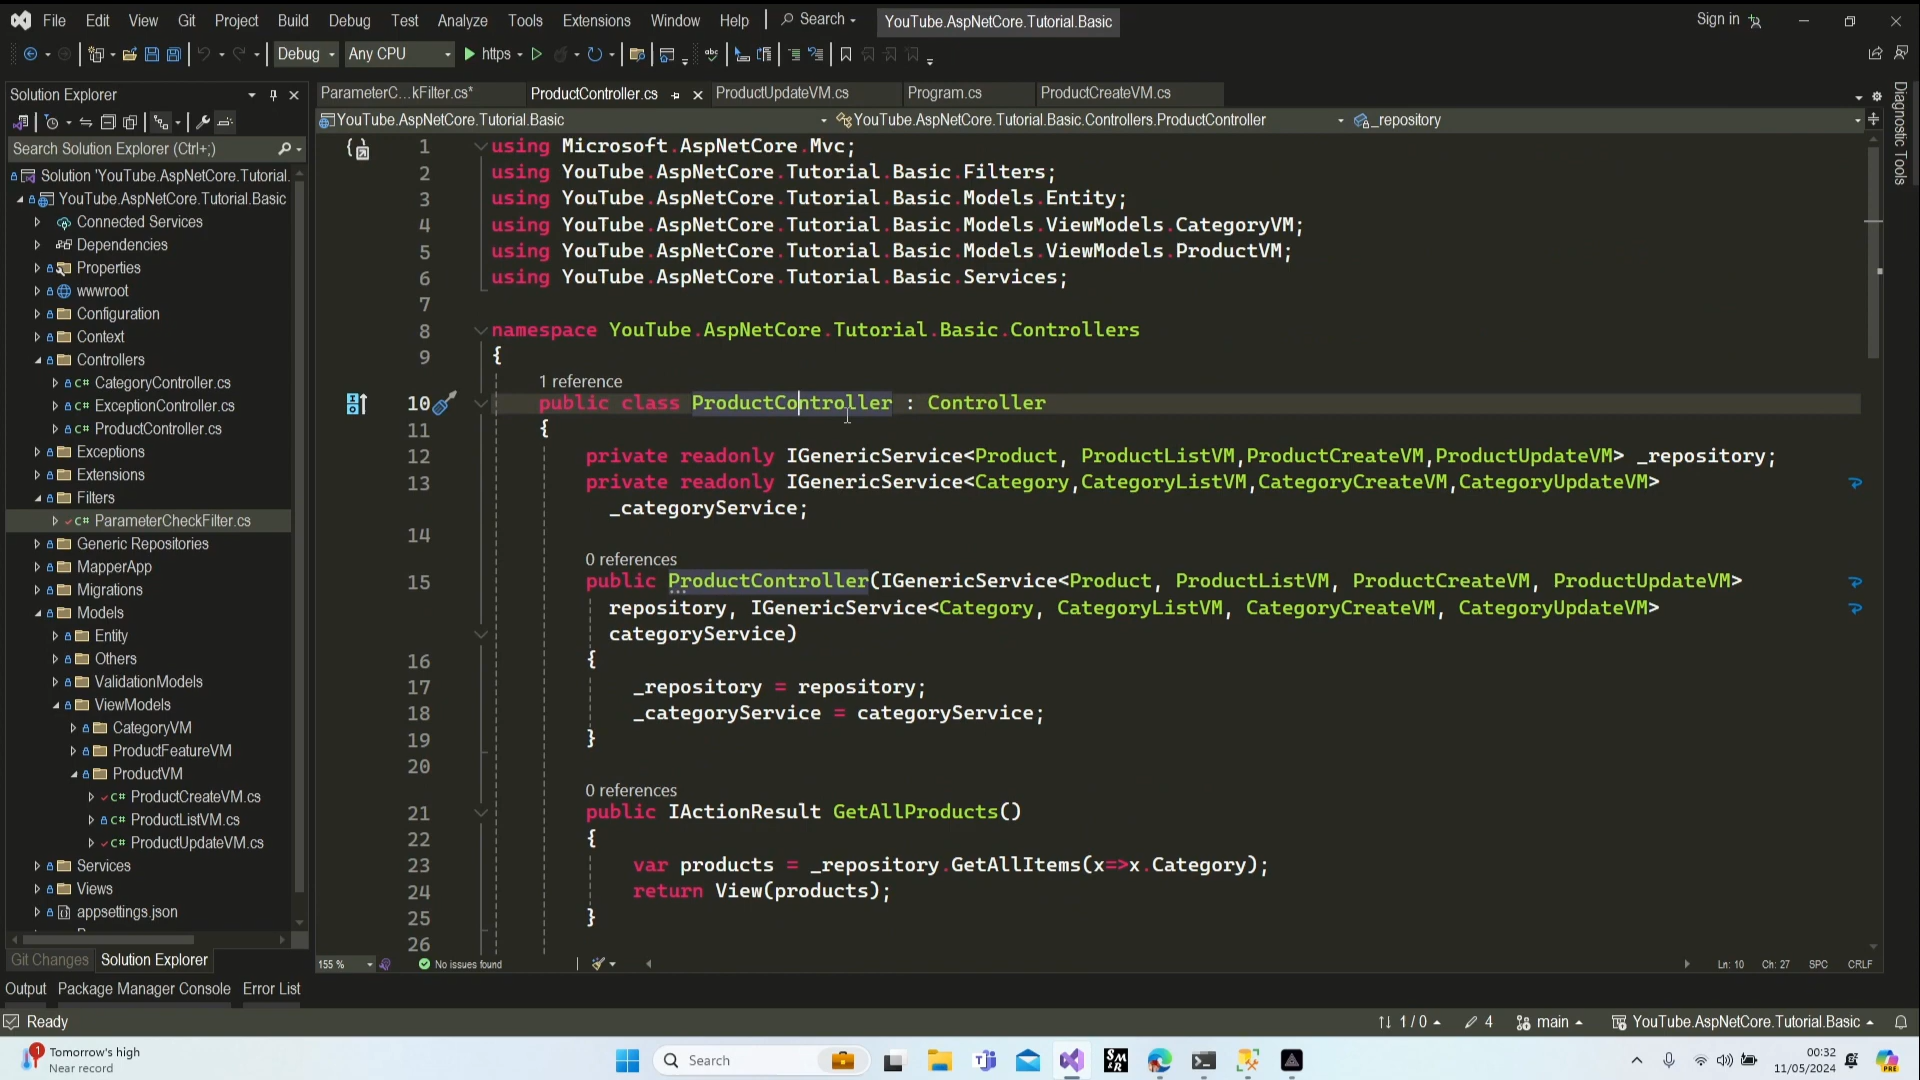 File Edit View Git Project Build Debug Test Analyze Tools Extensions Window Help Search YouTube.AspNetCore.Tutorial.Basic Sign in
Debug Any CPU https
Solution Explorer
Search Solution Explorer (Ctrl+;)
Solution 'YouTube.AspNetCore.Tutorial.
YouTube.AspNetCore.Tutorial.Basic
Connected Services
Dependencies
Properties
wwwroot
Configuration
Context
Controllers
C# CategoryController.cs
C# ExceptionController.cs
C# ProductController.cs
Exceptions
Extensions
Filters
C# ParameterCheckFilter.cs
Generic Repositories
MapperApp
Migrations
Models
Entity
Others
ValidationModels
ViewModels
CategoryVM
ProductFeatureVM
ProductVM
C# ProductCreateVM.cs
C# ProductListVM.cs
C# ProductUpdateVM.cs
Services
Views
appsettings.json
Git Changes Solution Explorer
ParameterC...kFilter.cs* ProductController.cs ProductUpdateVM.cs Program.cs ProductCreateVM.cs
YouTube.AspNetCore.Tutorial.Basic YouTube.AspNetCore.Tutorial.Basic.Controllers.ProductController _repository
1 using Microsoft.AspNetCore.Mvc;
2 using YouTube.AspNetCore.Tutorial.Basic.Filters;
3 using YouTube.AspNetCore.Tutorial.Basic.Models.Entity;
4 using YouTube.AspNetCore.Tutorial.Basic.Models.ViewModels.CategoryVM;
5 using YouTube.AspNetCore.Tutorial.Basic.Models.ViewModels.ProductVM;
6 using YouTube.AspNetCore.Tutorial.Basic.Services;
7
8 namespace YouTube.AspNetCore.Tutorial.Basic.Controllers
9 {
1 reference
10 public class ProductController : Controller
11 {
12 private readonly IGenericService<Product, ProductListVM,ProductCreateVM,ProductUpdateVM> _repository;
13 private readonly IGenericService<Category,CategoryListVM,CategoryCreateVM,CategoryUpdateVM>
_categoryService;
14
0 references
15 public ProductController(IGenericService<Product, ProductListVM, ProductCreateVM, ProductUpdateVM>
repository, IGenericService<Category, CategoryListVM, CategoryCreateVM, CategoryUpdateVM>
categoryService)
16 {
17 _repository = repository;
18 _categoryService = categoryService;
19 }
20
0 references
21 public IActionResult GetAllProducts()
22 {
23 var products = _repository.GetAllItems(x=>x.Category);
24 return View(products);
25 }
26
Diagnostic Tools
155 % No issues found Ln: 10 Ch: 27 SPC CRLF
Output Package Manager Console Error List
Ready 1 / 0 4 main YouTube.AspNetCore.Tutorial.Basic
1 Tomorrow's high
Near record
Search
00:32
11/05/2024
PRE